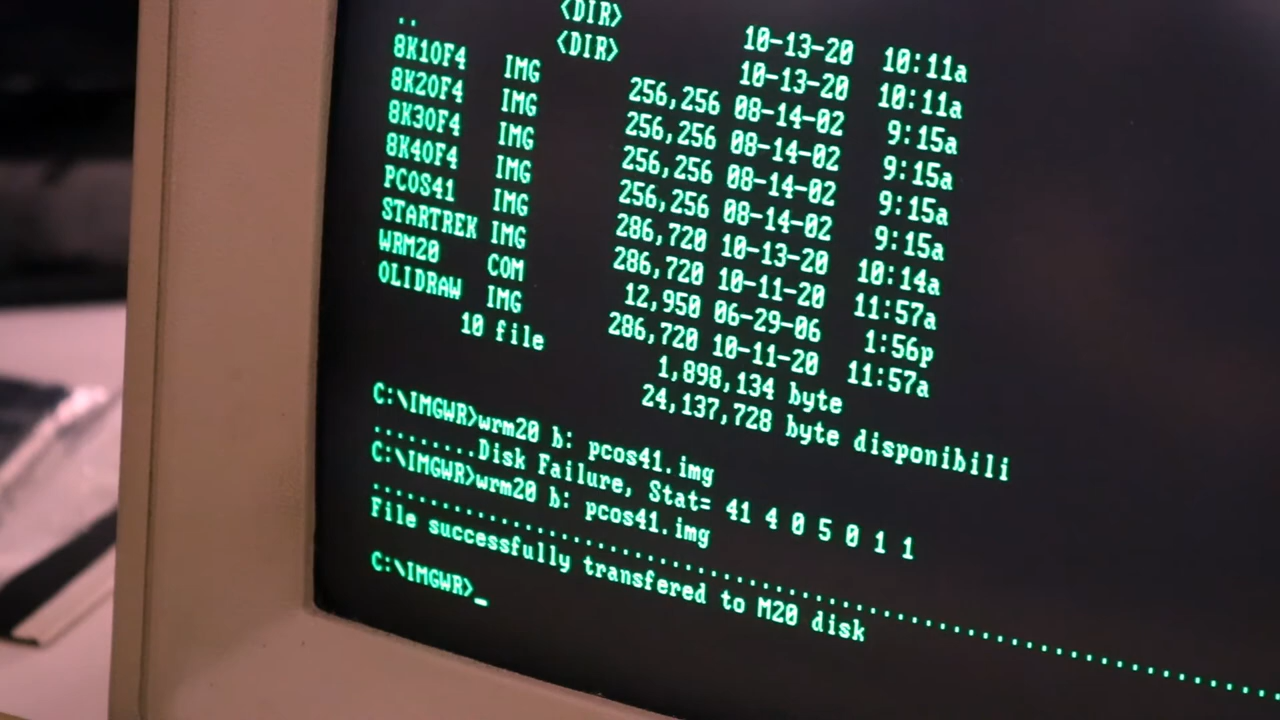 <DIR> 10-13-20 10:11a
.. <DIR> 10-13-20 10:11a
8K1OF4 IMG 256,256 08-14-02 9:15a
8K2OF4 IMG 256,256 08-14-02 9:15a
8K3OF4 IMG 256,256 08-14-02 9:15a
8K4OF4 IMG 256,256 08-14-02 9:15a
PCOS41 IMG 286,720 10-13-20 10:14a
STARTREK IMG 286,720 10-11-20 11:57a
WRM20 COM 12,950 06-29-06 1:56p
OLIDRAW IMG 286,720 10-11-20 11:57a
10 file 1,898,134 byte
24,137,728 byte disponibili
C:\IMGWR>wrm20 b: pcos41.img
.........Disk Failure, Stat= 41 4 0 5 0 1 1
C:\IMGWR>wrm20 b: pcos41.img
................................................................................
File successfully transfered to M20 disk
C:\IMGWR>_